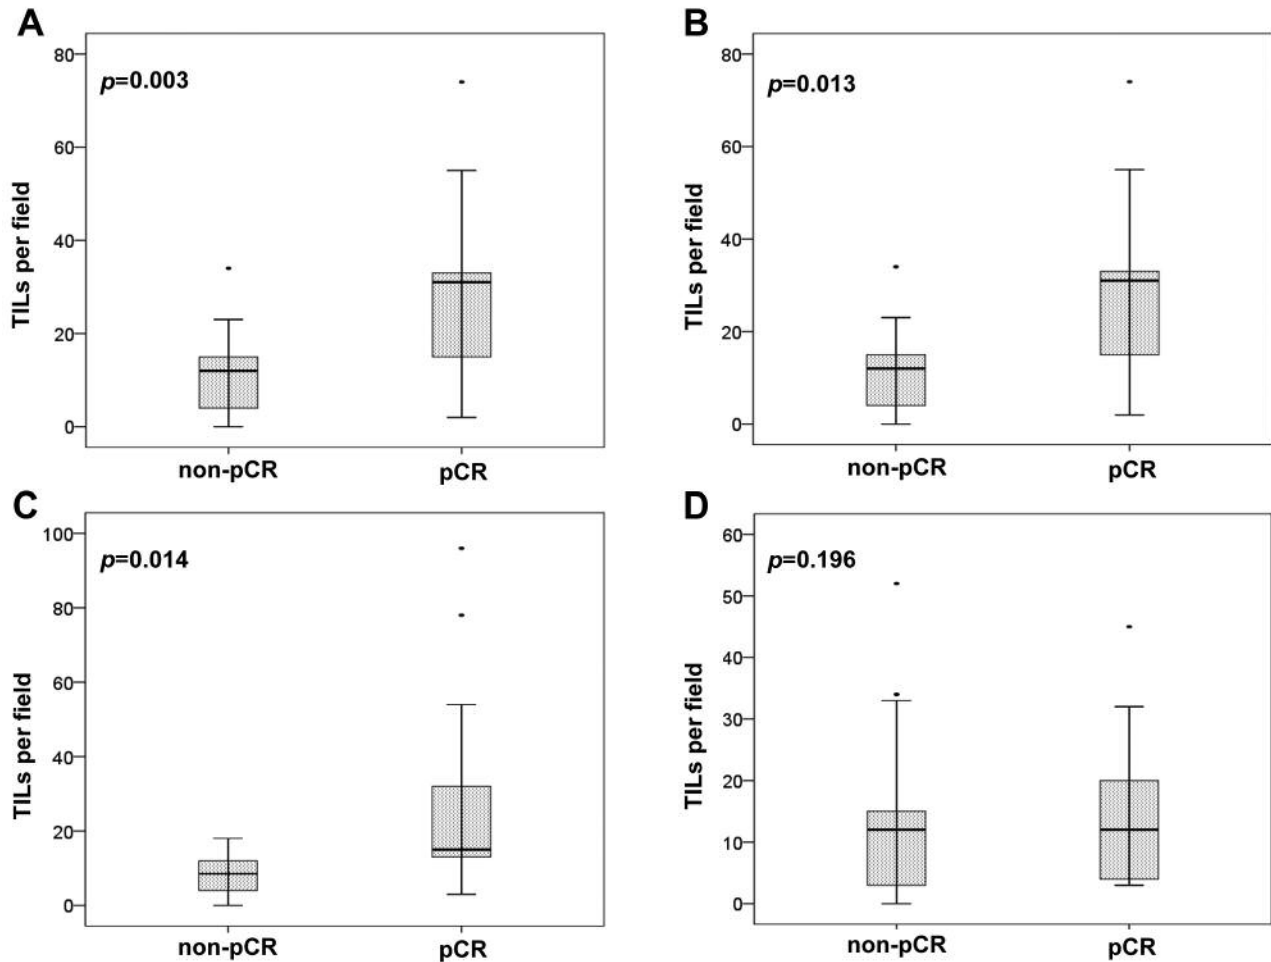 A
p=0.003
TILs per field
80
60
40
20
0
non-pCR
pCR
B
p=0.013
TILs per field
80
60
40
20
0
non-pCR
pCR
C
p=0.014
TILs per field
100
80
60
40
20
0
non-pCR
pCR
D
p=0.196
TILs per field
60
50
40
30
20
10
0
non-pCR
pCR